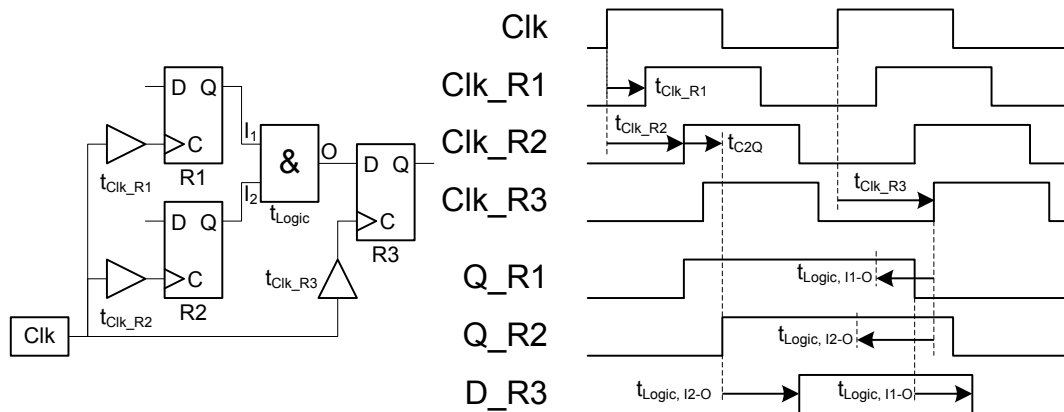 D Q
C
R1
t_Clk_R1
I1
&
O
t_Logic
D Q
C
R3
t_Clk_R3
I2
D Q
C
R2
t_Clk_R2
Clk
Clk
Clk_R1
t_Clk_R1
Clk_R2
t_Clk_R2
t_C2Q
Clk_R3
t_Clk_R3
Q_R1
t_Logic, I1-O
Q_R2
t_Logic, I2-O
D_R3
t_Logic, I2-O
t_Logic, I1-O